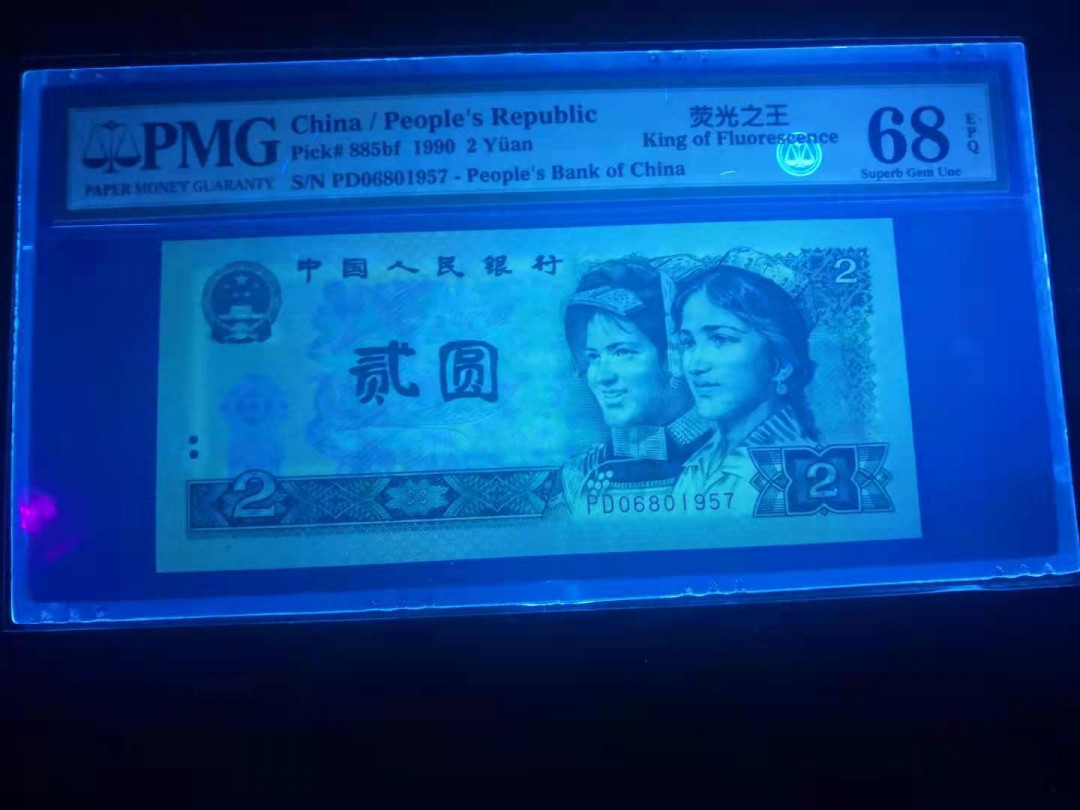 PMG
PAPER MONEY GUARANTY
China / People's Republic
Pick# 885bf 1990 2 Yüan
S/N PD06801957 - People's Bank of China
荧光之王
King of Fluorescence
68
EPQ
Superb Gem Unc
中国人民银行
2
贰圆
2
PD06801957
2